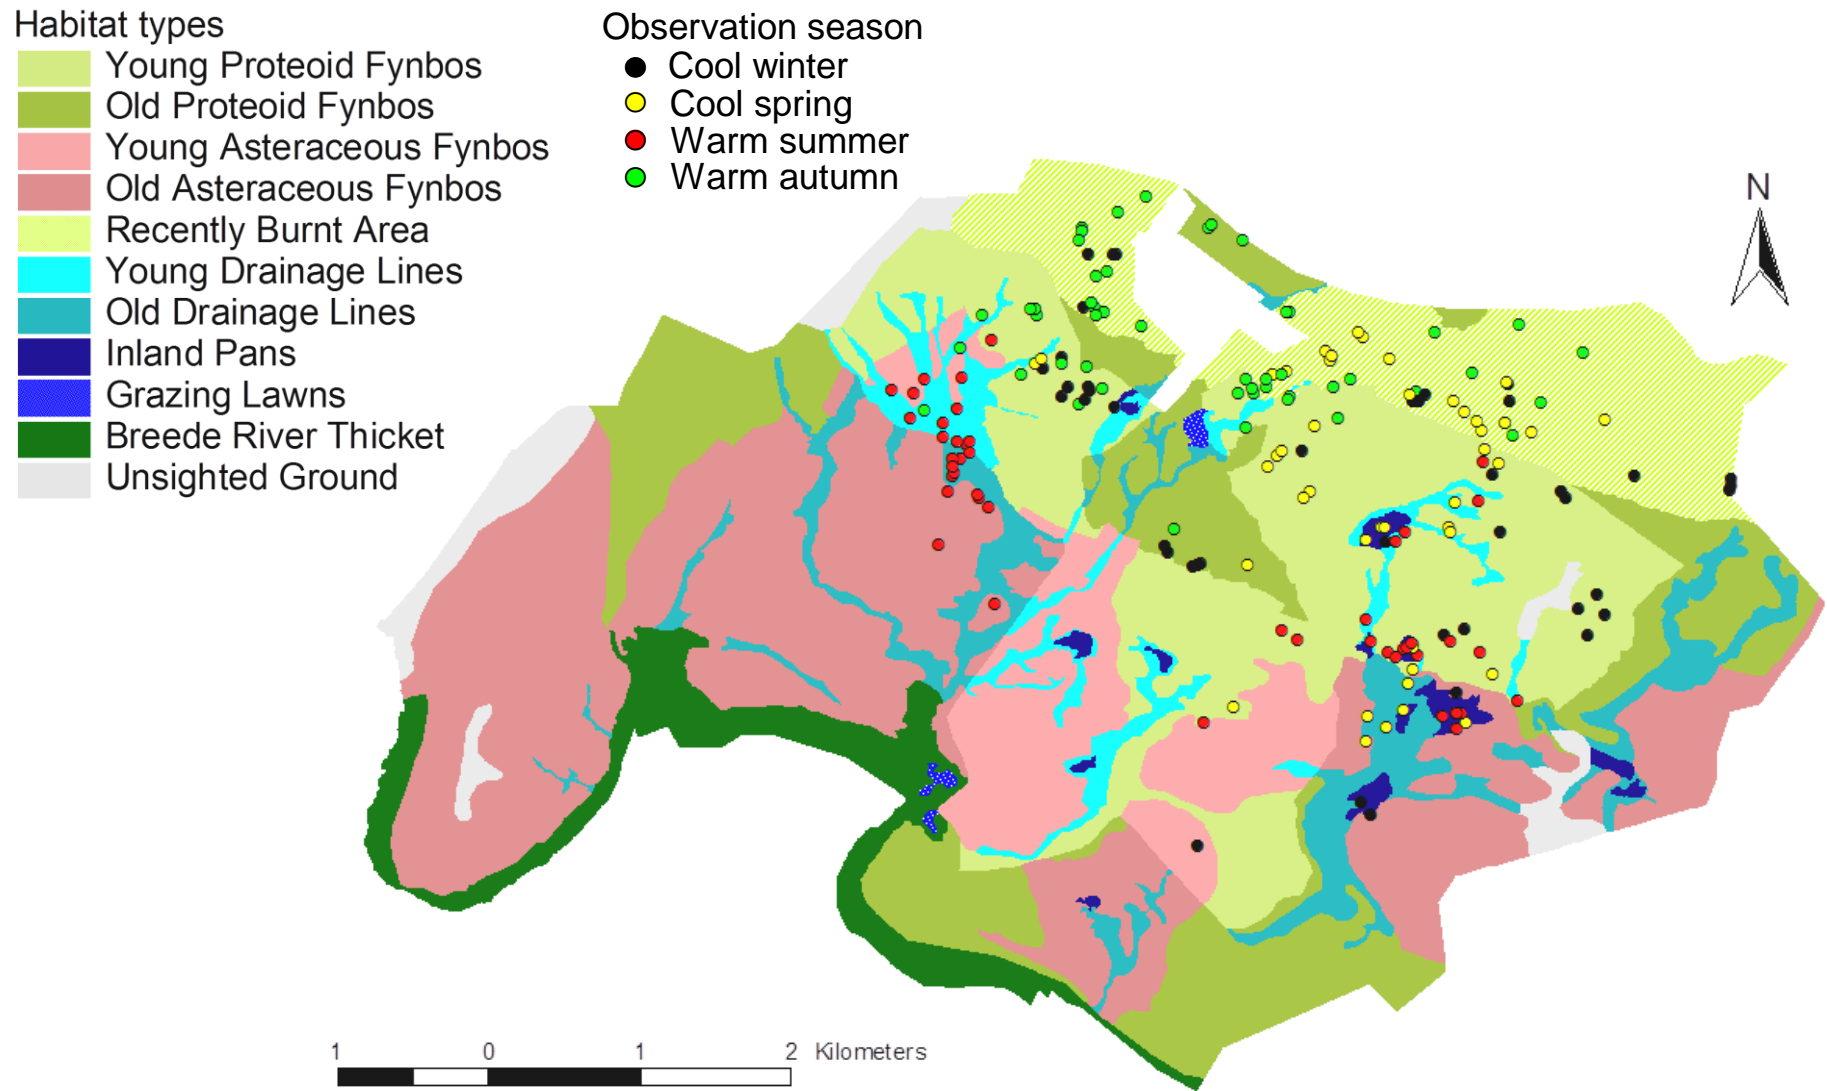 Habitat types
Young Proteoid Fynbos
Old Proteoid Fynbos
Young Asteraceous Fynbos
Old Asteraceous Fynbos
Recently Burnt Area
Young Drainage Lines
Old Drainage Lines
Inland Pans
Grazing Lawns
Breede River Thicket
Unsighted Ground
Observation season
Cool winter
Cool spring
Warm summer
Warm autumn
N
1 0 1 2 Kilometers